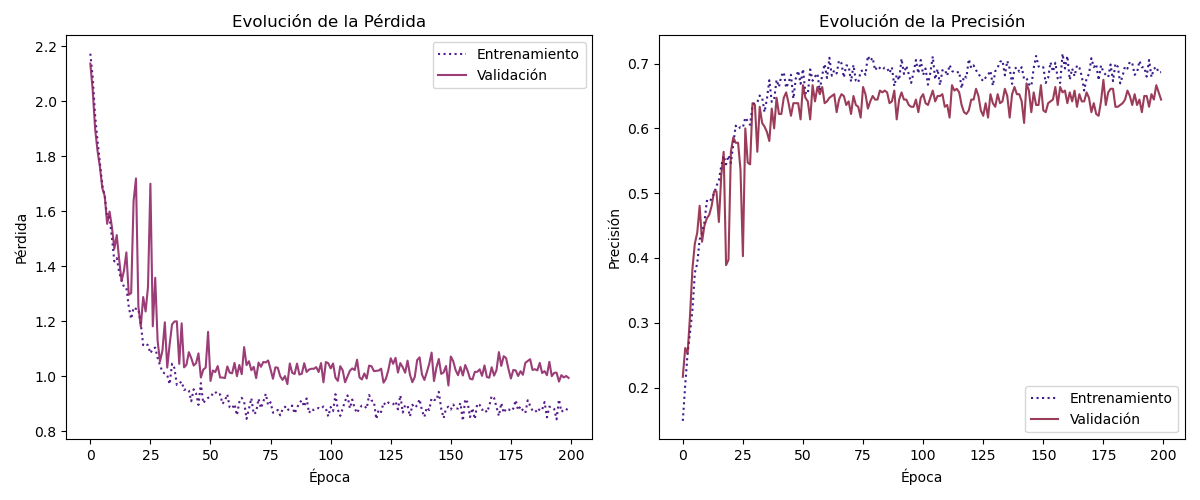 Evolución de la Pérdida
2.2
2.0
1.8
1.6
1.4
1.2
1.0
0.8
Pérdida
0 25 50 75 100 125 150 175 200
Época
Entrenamiento
Validación
Evolución de la Precisión
0.7
0.6
0.5
0.4
0.3
0.2
Precisión
0 25 50 75 100 125 150 175 200
Época
Entrenamiento
Validación